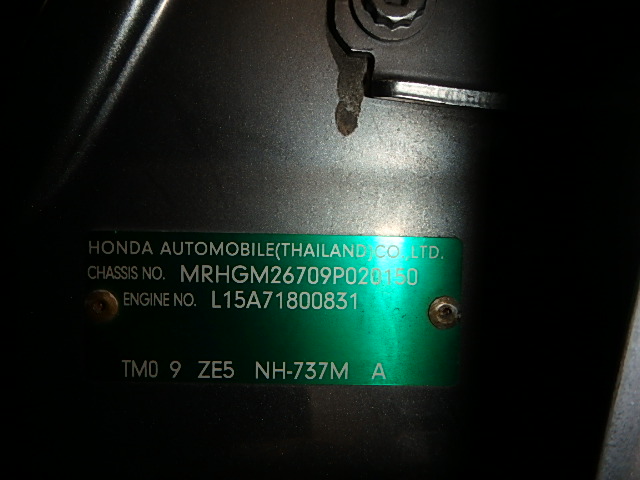 HONDA AUTOMOBILE(THAILAND)CO.,LTD.
CHASSIS NO. MRHGM26709P020150
ENGINE NO. L15A71800831
TM0 9 ZE5 NH-737M A